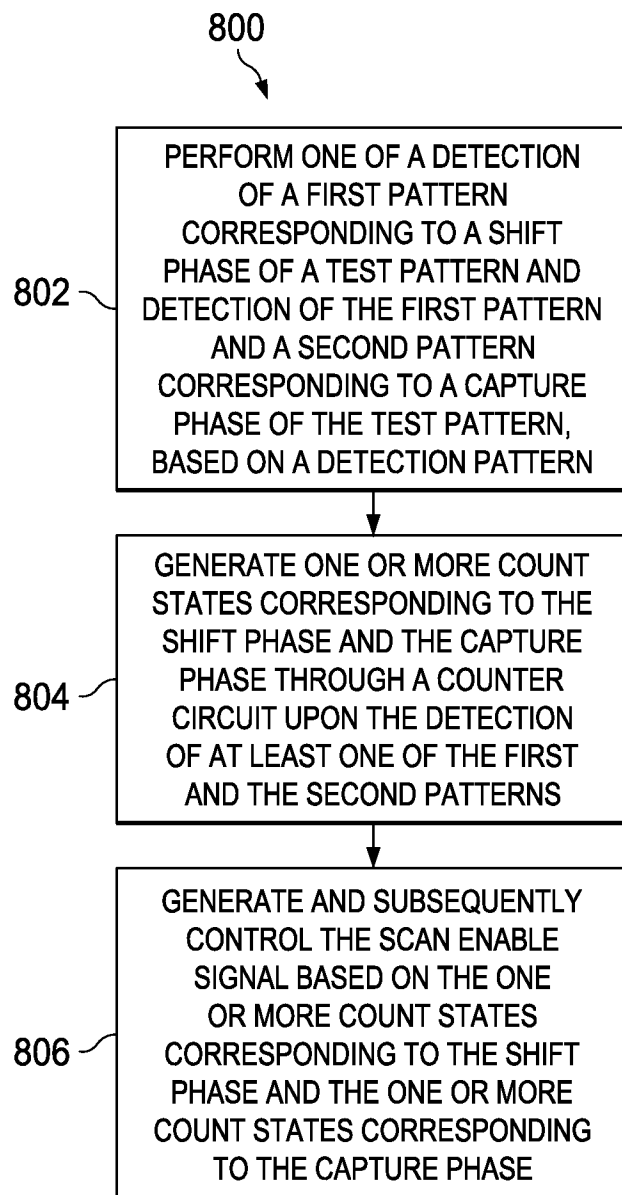 800
802
PERFORM ONE OF A DETECTION
OF A FIRST PATTERN
CORRESPONDING TO A SHIFT
PHASE OF A TEST PATTERN AND
DETECTION OF THE FIRST PATTERN
AND A SECOND PATTERN
CORRESPONDING TO A CAPTURE
PHASE OF THE TEST PATTERN,
BASED ON A DETECTION PATTERN
804
GENERATE ONE OR MORE COUNT
STATES CORRESPONDING TO THE
SHIFT PHASE AND THE CAPTURE
PHASE THROUGH A COUNTER
CIRCUIT UPON THE DETECTION
OF AT LEAST ONE OF THE FIRST
AND THE SECOND PATTERNS
806
GENERATE AND SUBSEQUENTLY
CONTROL THE SCAN ENABLE
SIGNAL BASED ON THE ONE
OR MORE COUNT STATES
CORRESPONDING TO THE SHIFT
PHASE AND THE ONE OR MORE
COUNT STATES CORRESPONDING
TO THE CAPTURE PHASE